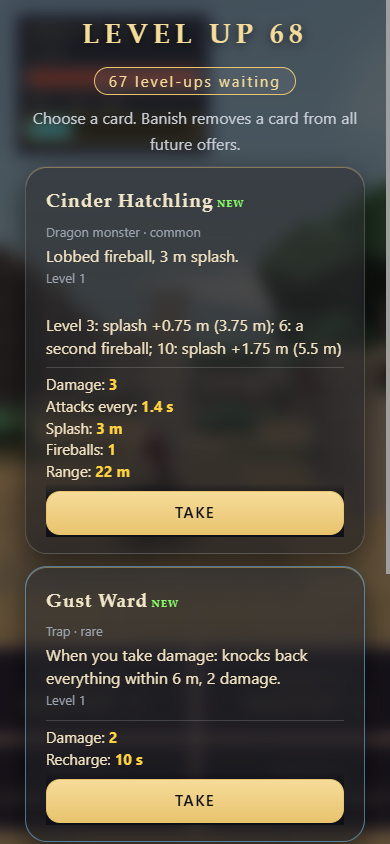 LEVEL UP 68
67 level-ups waiting
Choose a card. Banish removes a card from all
future offers.
Cinder Hatchling NEW
Dragon monster · common
Lobbed fireball, 3 m splash.
Level 1
Level 3: splash +0.75 m (3.75 m); 6: a
second fireball; 10: splash +1.75 m (5.5 m)
Damage: 3
Attacks every: 1.4 s
Splash: 3 m
Fireballs: 1
Range: 22 m
TAKE
Gust Ward NEW
Trap · rare
When you take damage: knocks back
everything within 6 m, 2 damage.
Level 1
Damage: 2
Recharge: 10 s
TAKE